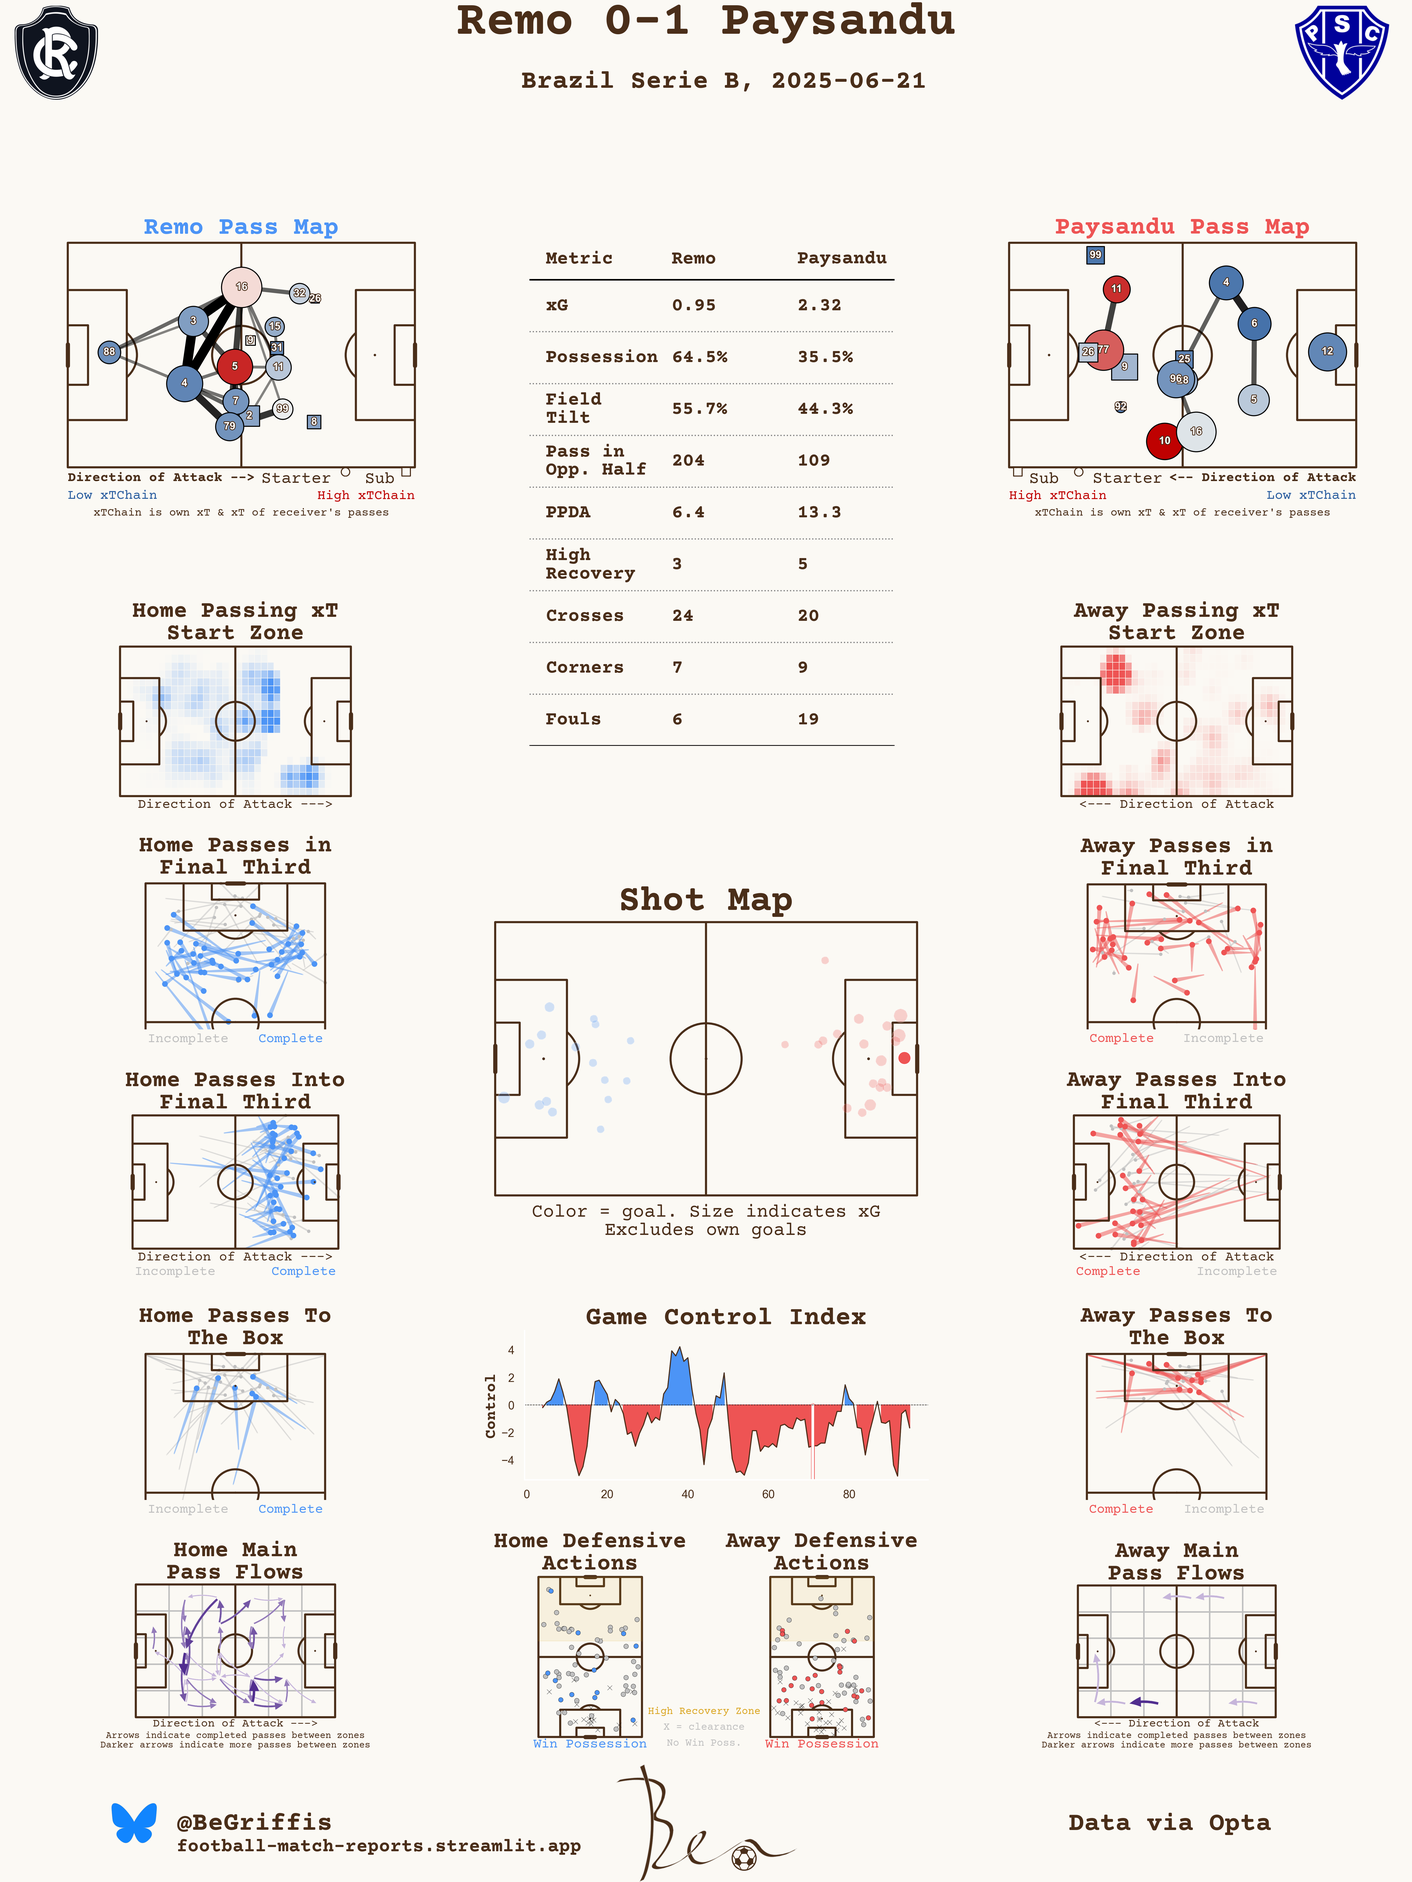 Remo 0-1 Paysandu
Brazil Serie B, 2025-06-21
P S C
Remo Pass Map
16
32
26
3
15
9
31
88
5
11
4
7
2
99
79
8
Direction of Attack --> Starter Sub
Low xTChain High xTChain
xTChain is own xT & xT of receiver's passes
Metric Remo Paysandu
xG 0.95 2.32
Possession 64.5% 35.5%
Field
Tilt 55.7% 44.3%
Pass in
Opp. Half 204 109
PPDA 6.4 13.3
High
Recovery 3 5
Crosses 24 20
Corners 7 9
Fouls 6 19
Paysandu Pass Map
99
11
4
6
26 77
9
25
12
96
92
5
10
16
Sub Starter <-- Direction of Attack
High xTChain Low xTChain
xTChain is own xT & xT of receiver's passes
Home Passing xT
Start Zone
Direction of Attack --->
Away Passing xT
Start Zone
<--- Direction of Attack
Home Passes in
Final Third
Incomplete Complete
Shot Map
Color = goal. Size indicates xG
Excludes own goals
Away Passes in
Final Third
Complete Incomplete
Home Passes Into
Final Third
Direction of Attack --->
Incomplete Complete
Away Passes Into
Final Third
<--- Direction of Attack
Complete Incomplete
Home Passes To
The Box
Incomplete Complete
Game Control Index
Control
4
2
0
−2
−4
0 20 40 60 80
Away Passes To
The Box
Complete Incomplete
Home Main
Pass Flows
Direction of Attack --->
Arrows indicate completed passes between zones
Darker arrows indicate more passes between zones
Home Defensive
Actions
Win Possession
High Recovery Zone
X = clearance
No Win Poss.
Away Defensive
Actions
Win Possession
Away Main
Pass Flows
<--- Direction of Attack
Arrows indicate completed passes between zones
Darker arrows indicate more passes between zones
@BeGriffis
football-match-reports.streamlit.app
Ben
Data via Opta